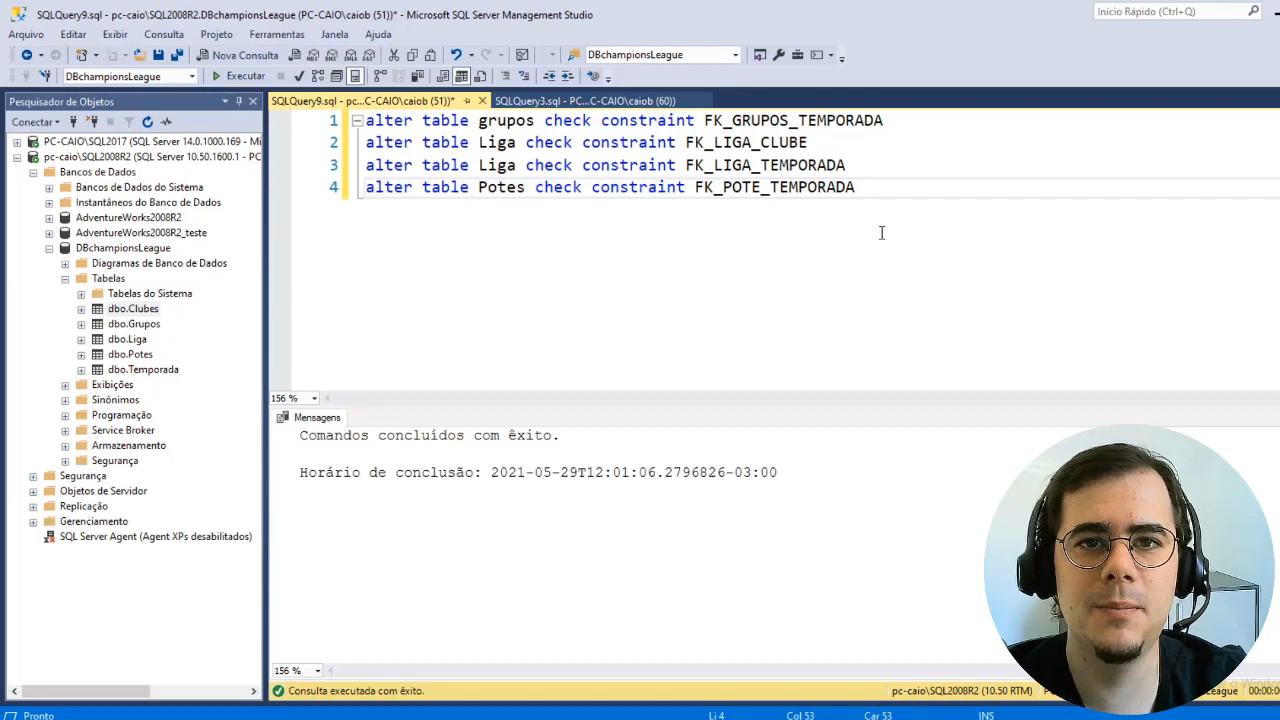 SQLQuery9.sql - pc-caio\SQL2008R2.DBchampionsLeague (PC-CAIO\caiob (51))* - Microsoft SQL Server Management Studio
Início Rápido (Ctrl+Q)
Arquivo Editar Exibir Consulta Projeto Ferramentas Janela Ajuda
Nova Consulta DBchampionsLeague
DBchampionsLeague Executar
Pesquisador de Objetos
SQLQuery9.sql - pc...C-CAIO\caiob (51))* SQLQuery3.sql - PC...C-CAIO\caiob (60))
Conectar
PC-CAIO\SQL2017 (SQL Server 14.0.1000.169 - Mi
pc-caio\SQL2008R2 (SQL Server 10.50.1600.1 - PC
Bancos de Dados
Bancos de Dados do Sistema
Instantâneos do Banco de Dados
AdventureWorks2008R2
AdventureWorks2008R2_teste
DBchampionsLeague
Diagramas de Banco de Dados
Tabelas
Tabelas do Sistema
dbo.Clubes
dbo.Grupos
dbo.Liga
dbo.Potes
dbo.Temporada
Exibições
Sinônimos
Programação
Service Broker
Armazenamento
Segurança
Segurança
Objetos de Servidor
Replicação
Gerenciamento
SQL Server Agent (Agent XPs desabilitados)
1 alter table grupos check constraint FK_GRUPOS_TEMPORADA
2 alter table Liga check constraint FK_LIGA_CLUBE
3 alter table Liga check constraint FK_LIGA_TEMPORADA
4 alter table Potes check constraint FK_POTE_TEMPORADA
156 %
Mensagens
Comandos concluídos com êxito.
Horário de conclusão: 2021-05-29T12:01:06.2796826-03:00
156 %
Consulta executada com êxito. pc-caio\SQL2008R2 (10.50 RTM)
Pronto Li 4 Col 53 Car 53 INS